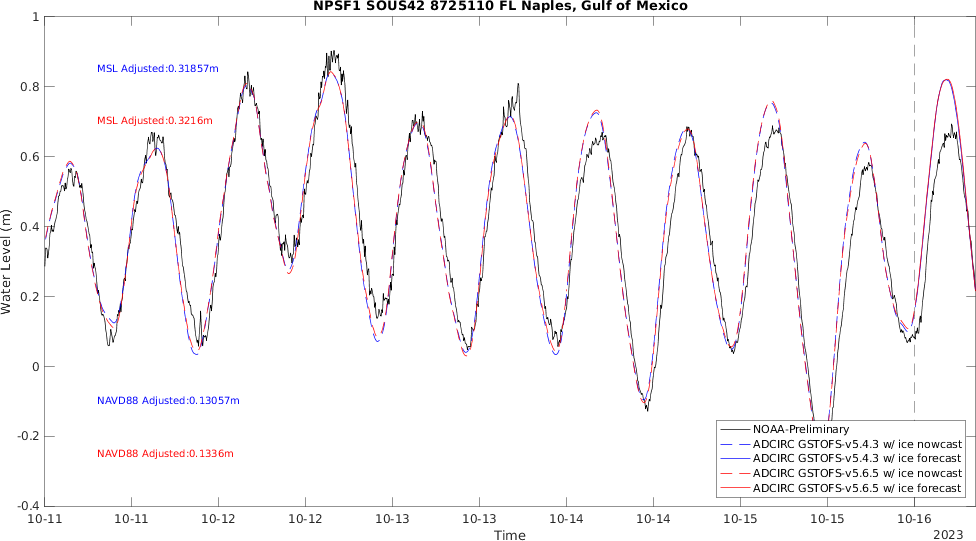 NPSF1 SOUS42 8725110 FL Naples, Gulf of Mexico
1
0.8
0.6
0.4
0.2
0
-0.2
-0.4
Water Level (m)
MSL Adjusted:0.31857m
MSL Adjusted:0.3216m
NAVD88 Adjusted:0.13057m
NAVD88 Adjusted:0.1336m
NOAA-Preliminary
ADCIRC GSTOFS-v5.4.3 w/ ice nowcast
ADCIRC GSTOFS-v5.4.3 w/ ice forecast
ADCIRC GSTOFS-v5.6.5 w/ ice nowcast
ADCIRC GSTOFS-v5.6.5 w/ ice forecast
10-11 10-11 10-12 10-12 10-13 10-13 10-14 10-14 10-15 10-15 10-16
Time
2023